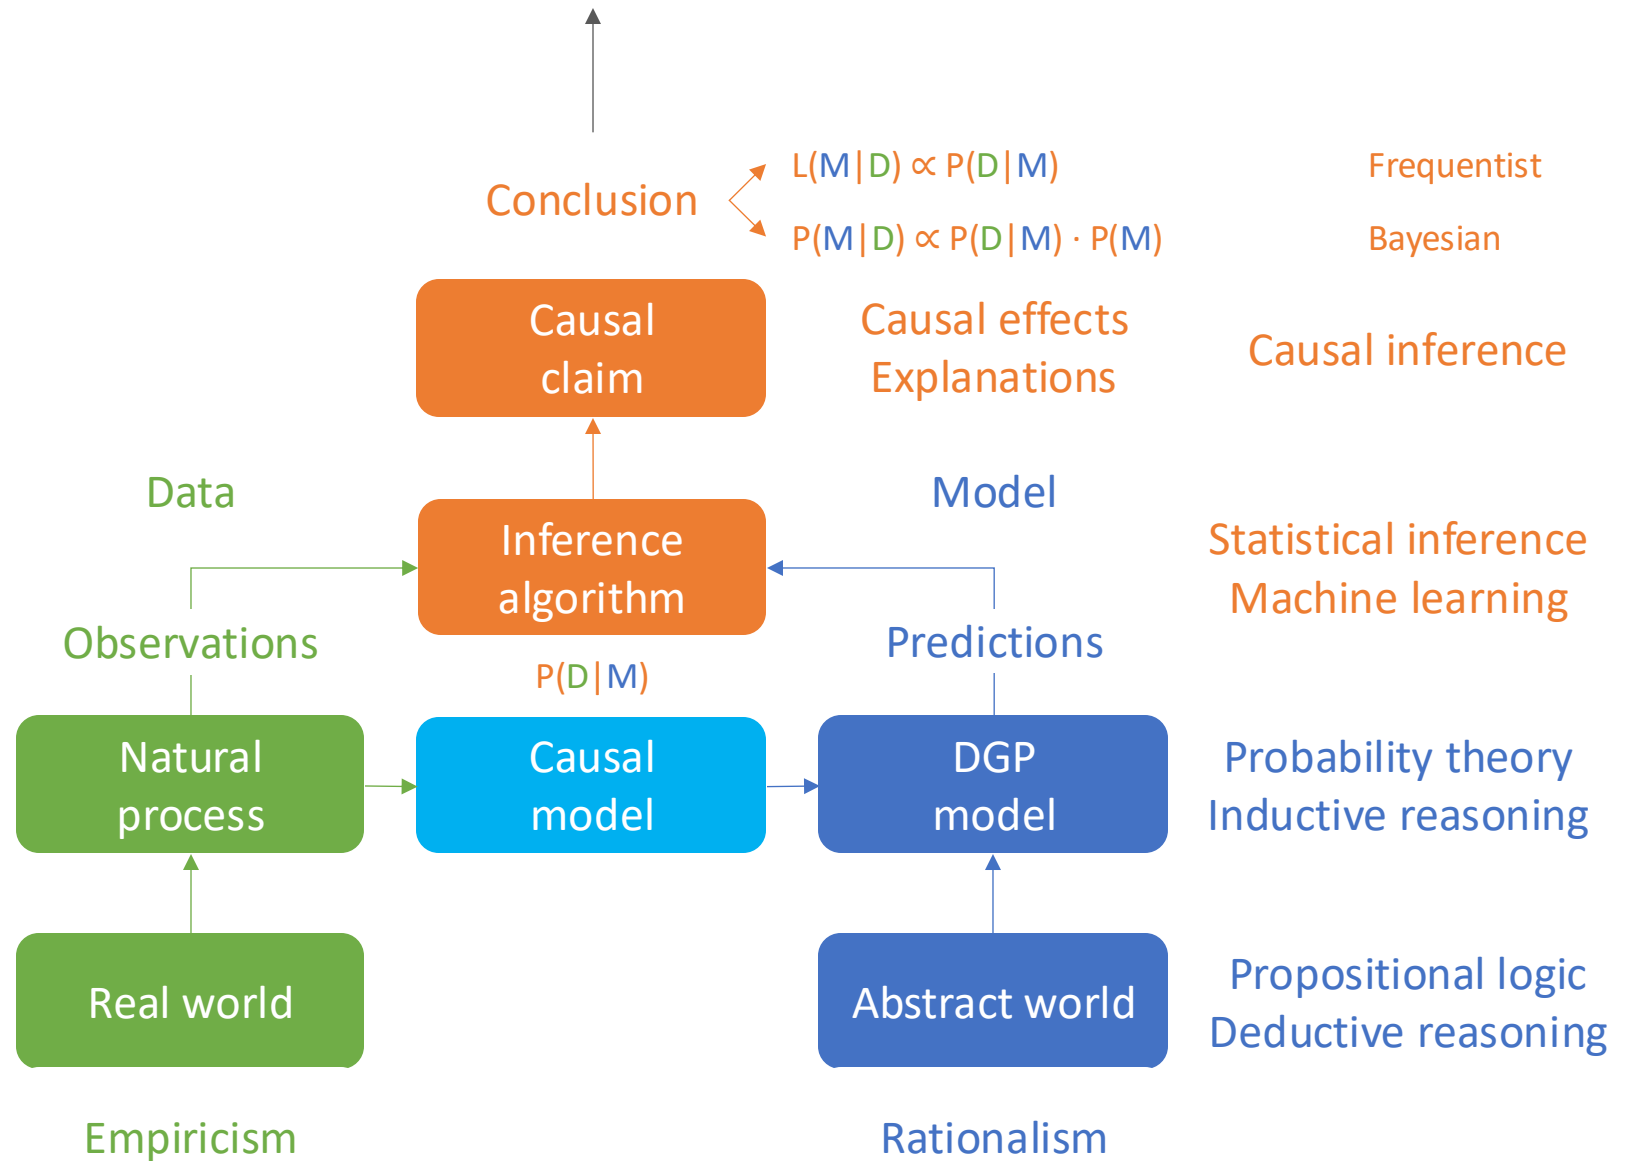 L(M|D) ∝ P(D|M)
Frequentist
Conclusion
P(M|D) ∝ P(D|M) · P(M)
Bayesian
Causal
claim
Causal effects
Explanations
Causal inference
Data
Model
Inference
algorithm
Statistical inference
Machine learning
Observations
Predictions
P(D|M)
Natural
process
Causal
model
DGP
model
Probability theory
Inductive reasoning
Real world
Abstract world
Propositional logic
Deductive reasoning
Empiricism
Rationalism